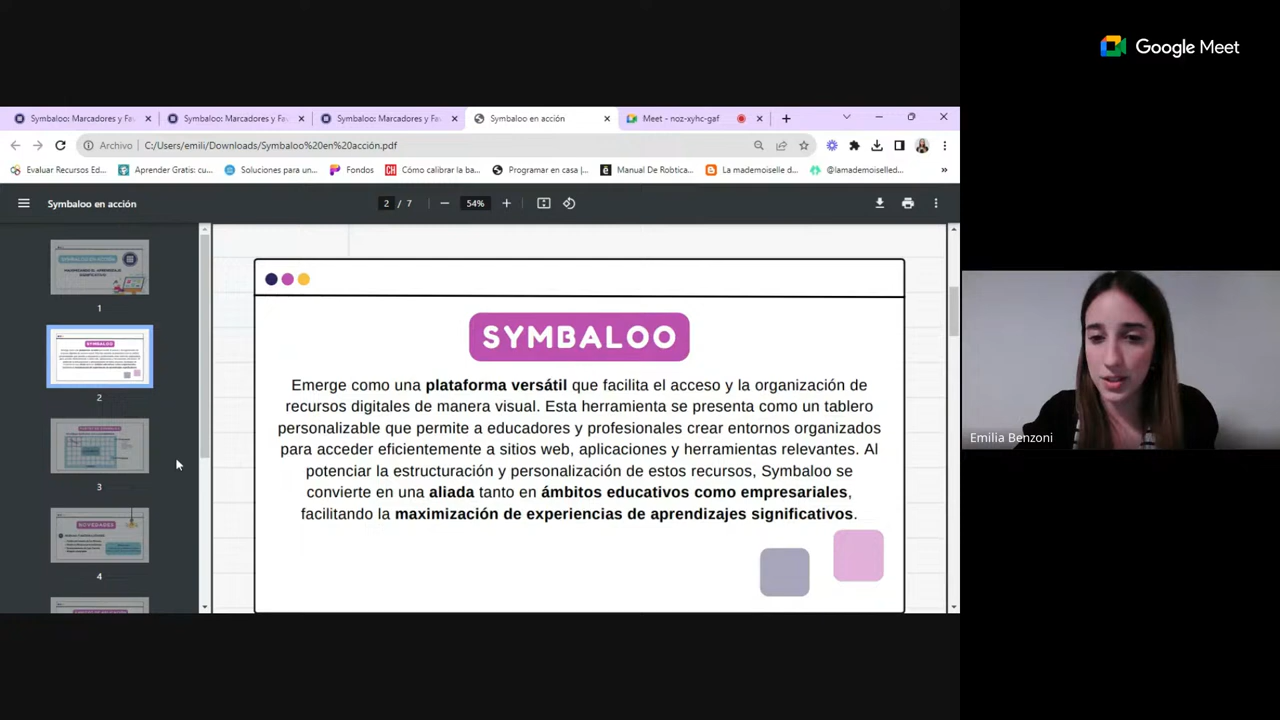 Google Meet
Symbaloo: Marcadores y Fav
Symbaloo: Marcadores y Fav
Symbaloo: Marcadores y Fav
Symbaloo en acción
Meet - noz-xyhc-gaf
Archivo
C:/Users/emili/Downloads/Symbaloo%20en%20acción.pdf
Evaluar Recursos Ed...
Aprender Gratis: cu...
Soluciones para un...
Fondos
CH
Cómo calibrar la ba...
Programar en casa |...
Manual De Robotica...
La mademoiselle d...
@lamademoiselled...
»
Symbaloo en acción
2 / 7
54%
1
2
3
4
SYMBALOO
NOVEDADES
SYMBALOO
Emerge como una plataforma versátil que facilita el acceso y la organización de
recursos digitales de manera visual. Esta herramienta se presenta como un tablero
personalizable que permite a educadores y profesionales crear entornos organizados
para acceder eficientemente a sitios web, aplicaciones y herramientas relevantes. Al
potenciar la estructuración y personalización de estos recursos, Symbaloo se
convierte en una aliada tanto en ámbitos educativos como empresariales,
facilitando la maximización de experiencias de aprendizajes significativos.
Emilia Benzoni